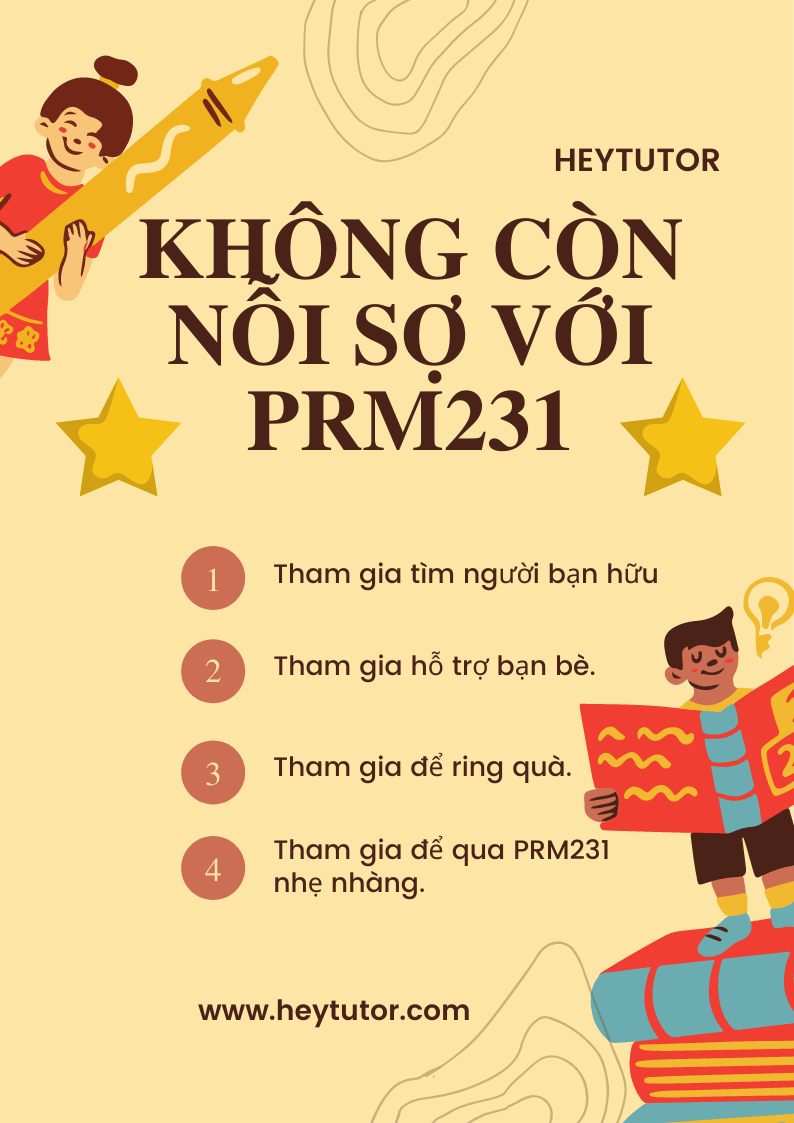 HEYTUTOR
KHÔNG CÒN
NỖI SỢ VỚI
PRM231
1 Tham gia tìm người bạn hữu
2 Tham gia hỗ trợ bạn bè.
3 Tham gia để ring quà.
4 Tham gia để qua PRM231
nhẹ nhàng.
www.heytutor.com